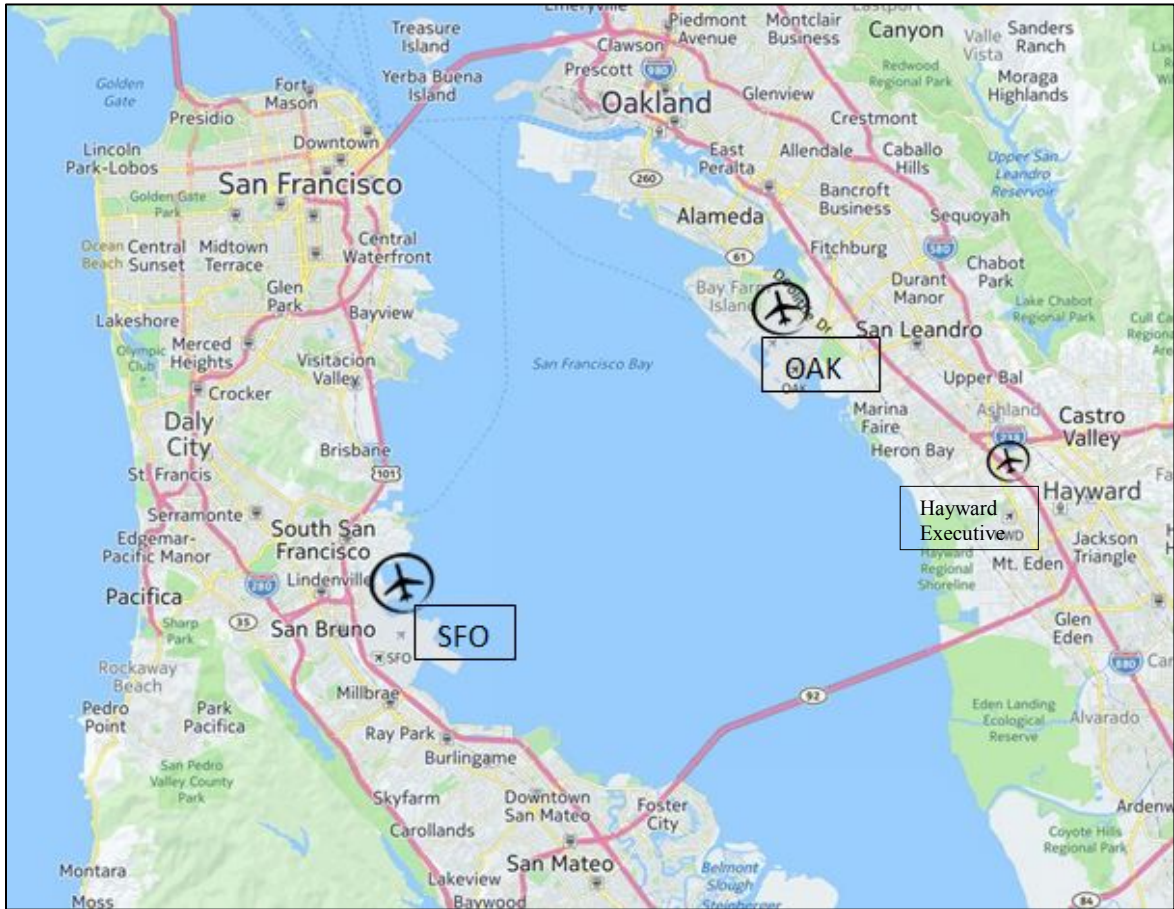 Emeryville
Eastport
Piedmont
Avenue
Montclair
Business
Canyon
Valle
Vista
Sanders
Ranch
Treasure
Island
Clawson
Redwood
Regional Park
Moraga
Highlands
Golden
Gate
Fort
Mason
Yerba Buena
Island
Prescott
980
Oakland
Glenview
Presidio
Crestmont
Downtown
Lincoln
Park-Lobos
East
Peralta
Allendale
Caballo
Hills
Upper San
Leandro
Reservoir
San Francisco
260
Golden Gate
Park
Bancroft
Business
Alameda
Sequoyah
Ocean
Beach
Central
Sunset
Midtown
Terrace
Central
Waterfront
61
Fitchburg
580
Chabot
Park
Glen
Park
Bay Farm
Island
Durant
Manor
Lake Chabot
Regional Park
Lakeshore
Bayview
San Leandro
Merced
Heights
Olympic
Club
Visitacion
Valley
San Francisco Bay
OAK
OAK
Upper Bal
Crocker
Daly
City
Marina
Faire
Ashland
Castro
Valley
238
Brisbane
Heron Bay
St. Francis
101
Hayward
Serramonte
South San
Francisco
Hayward
Executive
Edgemar-
Pacific Manor
Jackson
Triangle
Hayward
Regional
Shoreline
Mt. Eden
280
Lindenville
Pacifica
35
Sharp
Park
San Bruno
SFO
SFO
Glen
Eden
880
Rockaway
Beach
Millbrae
92
Pedro
Point
Park
Pacifica
Ray Park
Eden Landing
Ecological
Reserve
Alvarado
Burlingame
San Pedro
Valley County
Park
Skyfarm
Downtown
San Mateo
Foster
City
Carollands
Coyote Hills
Regional Park
Montara
Lakeview
San Mateo
Belmont
Slough
Steinberger
Moss
Baywood
84